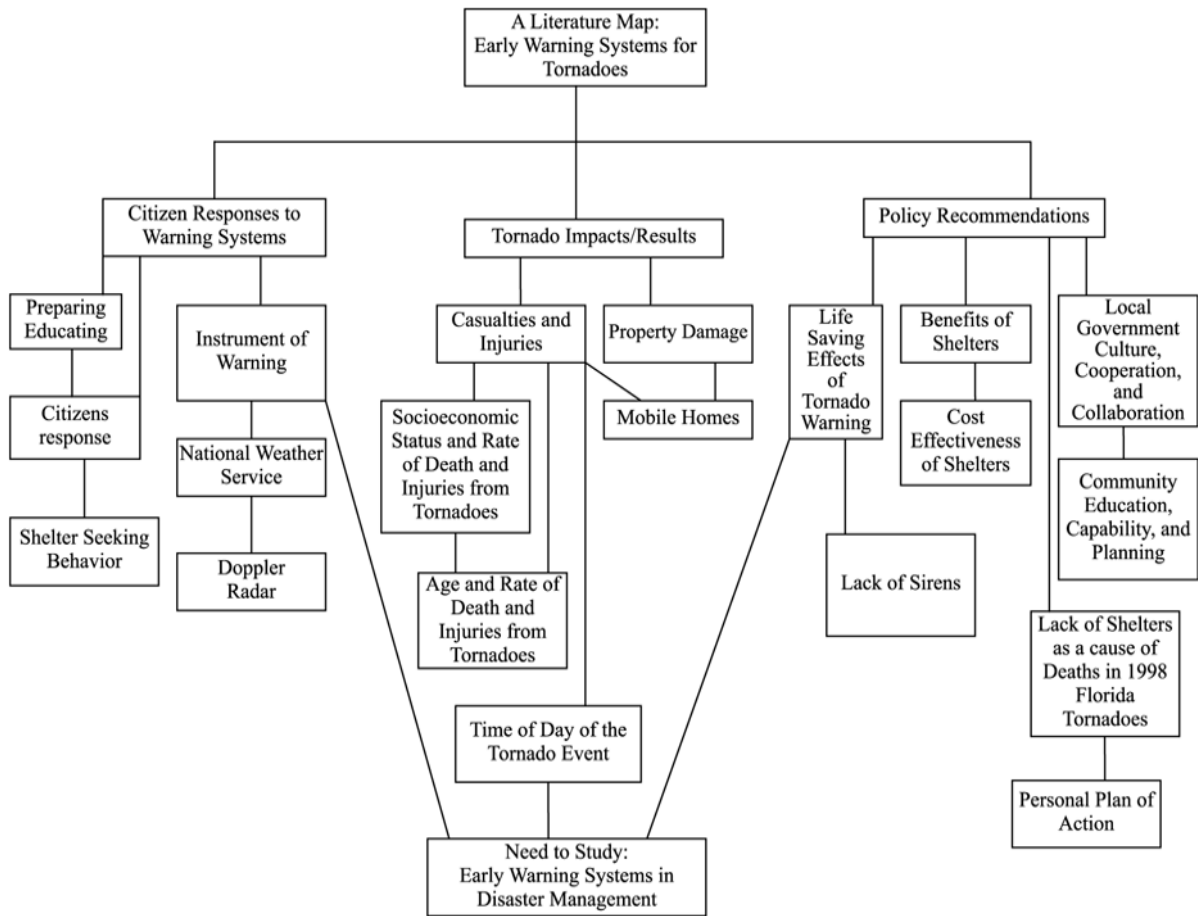 A Literature Map:
Early Warning Systems for
Tornadoes
Citizen Responses to
Warning Systems
Tornado Impacts/Results
Policy Recommendations
Preparing
Educating
Instrument of
Warning
Citizens
response
National Weather
Service
Shelter Seeking
Behavior
Doppler
Radar
Casualties and
Injuries
Property Damage
Socioeconomic
Status and Rate
of Death and
Injuries from
Tornadoes
Mobile Homes
Age and Rate of
Death and
Injuries from
Tornadoes
Time of Day of the
Tornado Event
Life
Saving
Effects
of
Tornado
Warning
Benefits of
Shelters
Local
Government
Culture,
Cooperation,
and
Collaboration
Cost
Effectiveness
of Shelters
Community
Education,
Capability, and
Planning
Lack of Sirens
Lack of Shelters
as a cause of
Deaths in 1998
Florida
Tornadoes
Personal Plan of
Action
Need to Study:
Early Warning Systems in
Disaster Management